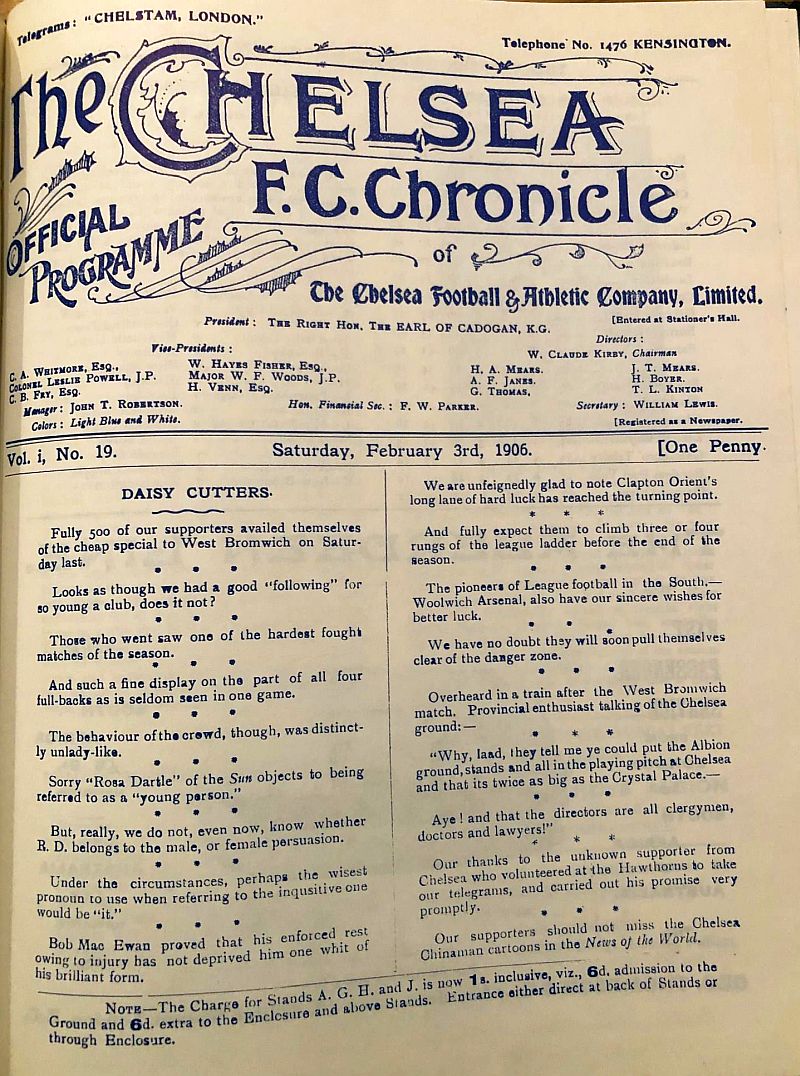 Telegrams: "CHELSTAM, LONDON."
Telephone No. 1476 KENSINGTON.
The CHELSEA
F.C. Chronicle
OFFICIAL
PROGRAMME
of
The Chelsea Football & Athletic Company, Limited.
President: THE RIGHT HON. THE EARL OF CADOGAN, K.G.
[Entered at Stationer's Hall.
Vice-Presidents:
C. A. WHITMORE, ESQ.,
COLONEL LESLIE POWELL, J.P.
C. B. FRY, ESQ.
W. HAYES FISHER, ESQ.,
MAJOR W. F. WOODS, J.P.
H. VENN, ESQ.
Directors:
W. CLAUDE KIRBY, Chairman
H. A. MEARS.
A. F. JANES.
G. THOMAS,
J. T. MEARS.
H. BOYER.
T. L. KINTON
Manager: JOHN T. ROBERTSON.
Hon. Financial Sec.: F. W. PARKER.
Secretary: WILLIAM LEWIS.
Colors: Light Blue and White.
[Registered as a Newspaper.
Vol. i, No. 19.
Saturday, February 3rd, 1906.
[One Penny.
DAISY CUTTERS.
Fully 500 of our supporters availed themselves
of the cheap special to West Bromwich on Satur-
day last.
* * *
Looks as though we had a good "following" for
so young a club, does it not?
* * *
Those who went saw one of the hardest fought
matches of the season.
* * *
And such a fine display on the part of all four
full-backs as is seldom seen in one game.
* * *
The behaviour of the crowd, though, was distinct-
ly unlady-like.
* * *
Sorry "Rosa Dartle" of the Sun objects to being
referred to as a "young person."
* * *
But, really, we do not, even now, know whether
R. D. belongs to the male, or female persuasion.
* * *
Under the circumstances, perhaps the wisest
pronoun to use when referring to the inqusitive one
would be "it."
* * *
Bob Mac Ewan proved that his enforced rest
owing to injury has not deprived him one whit of
his brilliant form.
We are unfeignedly glad to note Clapton Orient's
long lane of hard luck has reached the turning point.
* * *
And fully expect them to climb three or four
rungs of the league ladder before the end of the
season.
* * *
The pioneers of League football in the South,—
Woolwich Arsenal, also have our sincere wishes for
better luck.
* * *
We have no doubt they will soon pull themselves
clear of the danger zone.
* * *
Overheard in a train after the West Bromwich
match. Provincial enthusiast talking of the Chelsea
ground:—
* * *
"Why, laad, they tell me ye could put the Albion
ground, stands and all in the playing pitch at Chelsea
and that its twice as big as the Crystal Palace.—
* * *
Aye! and that the directors are all clergymen,
doctors and lawyers!"
* * *
Our thanks to the unknown supporter from
Chelsea who volunteered at the Hawthorns to take
our telegrams, and carried out his promise very
promptly.
* * *
Our supporters should not miss the Chelsea
Chinaman cartoons in the News of the World.
NOTE—The Charge for Stands A. G. H. and J. is now 1s. inclusive, viz., 6d. admission to the
Ground and 6d. extra to the Enclosure and above Stands. Entrance either direct at back of Stands or
through Enclosure.